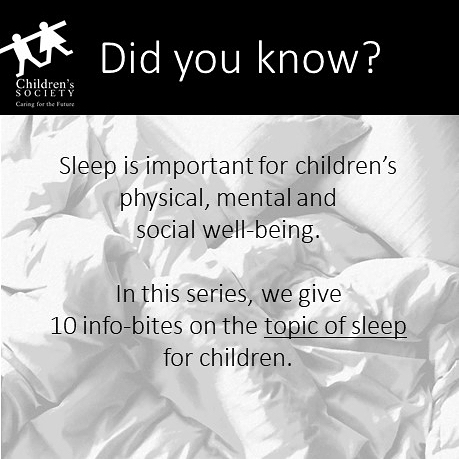 Did you know?
Children's
SOCIETY
Caring for the Future
Sleep is important for children’s
physical, mental and
social well-being.
In this series, we give
10 info-bites on the topic of sleep
for children.